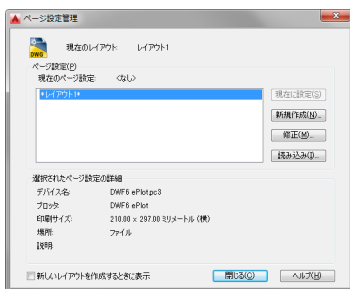 ページ設定管理
DWG
現在のレイアウト: レイアウト1
ページ設定(P)
現在のページ設定: <なし>
*レイアウト1*
現在に設定(S)
新規作成(N)...
修正(M)...
読み込み(I)...
選択されたページ設定の詳細
デバイス名: DWF6 ePlot.pc3
プロッタ: DWF6 ePlot
印刷サイズ: 210.00 x 297.00 ミリメートル (横)
場所: ファイル
説明:
新しいレイアウトを作成するときに表示
閉じる(C)
ヘルプ(H)